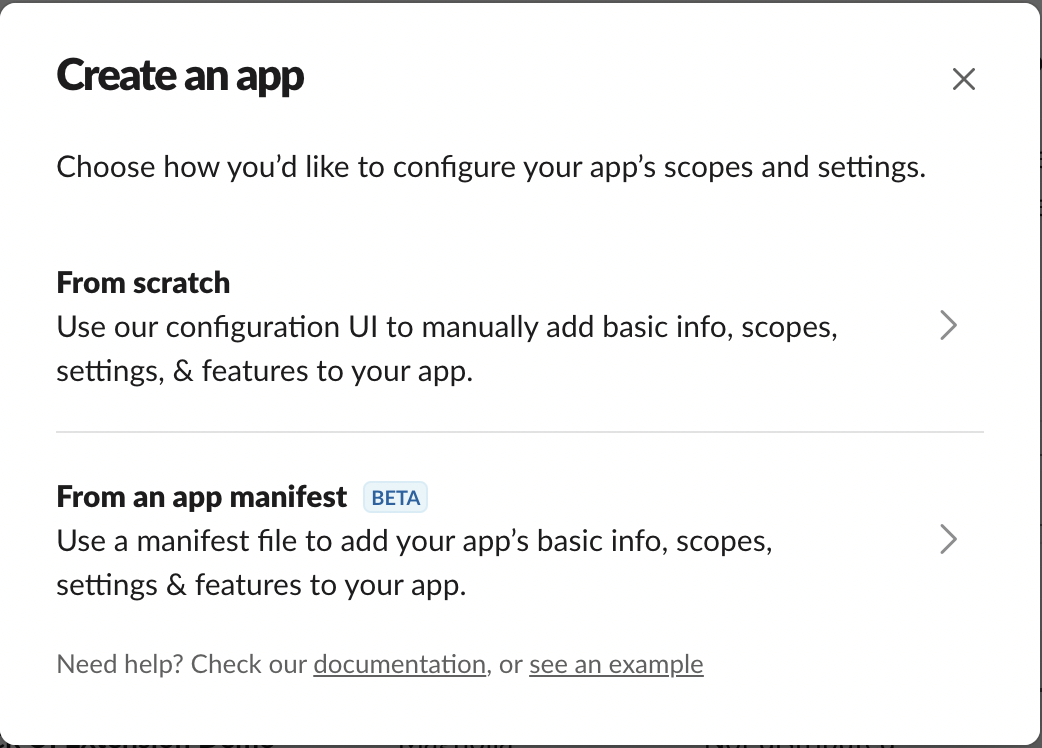 Create an app
Choose how you’d like to configure your app’s scopes and settings.
From scratch
Use our configuration UI to manually add basic info, scopes,
settings, & features to your app.
From an app manifest BETA
Use a manifest file to add your app’s basic info, scopes,
settings & features to your app.
Need help? Check our documentation, or see an example